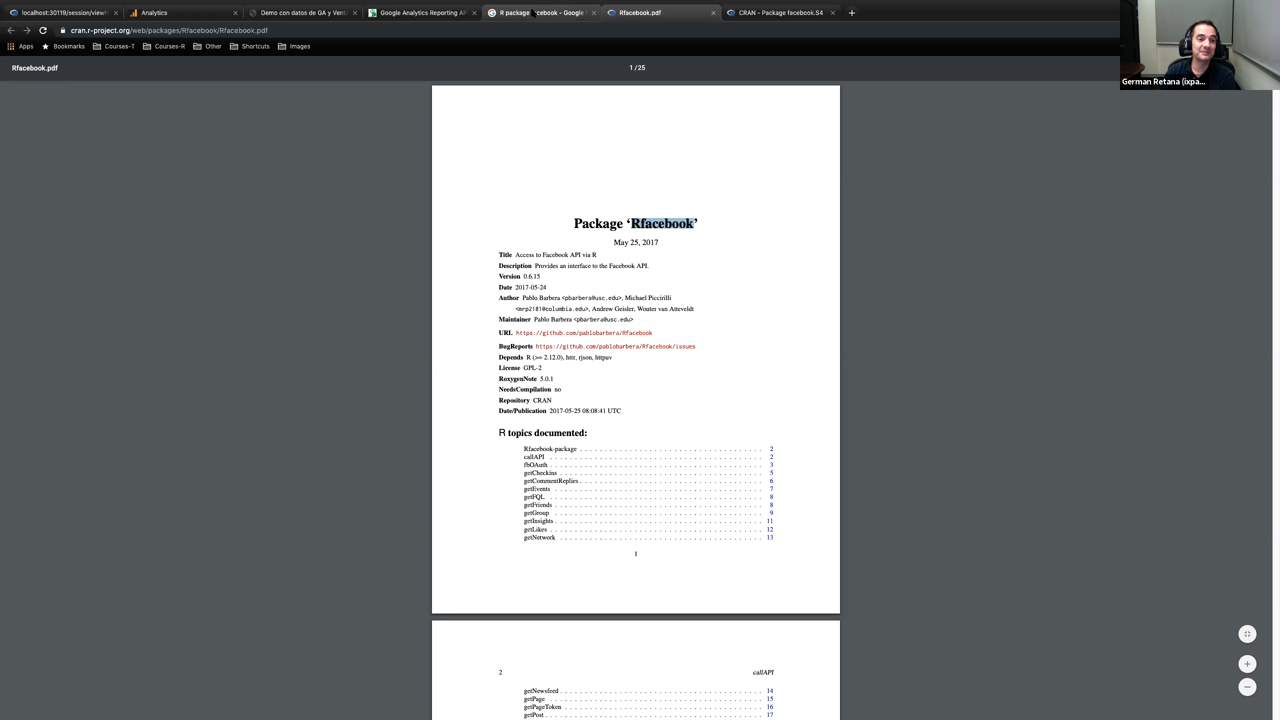 localhost:30119/session/view
Analytics
Demo con datos de GA y Vent
Google Analytics Reporting AP
R package facebook - Google
Rfacebook.pdf
CRAN - Package facebook.S4
cran.r-project.org/web/packages/Rfacebook/Rfacebook.pdf
Apps Bookmarks Courses-T Courses-R Other Shortcuts Images
German Retana (ixpa...
Rfacebook.pdf
1 / 25
Package ‘Rfacebook’
May 25, 2017
Title Access to Facebook API via R
Description Provides an interface to the Facebook API.
Version 0.6.15
Date 2017-05-24
Author Pablo Barbera <pbarbera@usc.edu>, Michael Piccirilli
<mrp2181@columbia.edu>, Andrew Geisler, Wouter van Atteveldt
Maintainer Pablo Barbera <pbarbera@usc.edu>
URL https://github.com/pablobarbera/Rfacebook
BugReports https://github.com/pablobarbera/Rfacebook/issues
Depends R (>= 2.12.0), httr, rjson, httpuv
License GPL-2
RoxygenNote 5.0.1
NeedsCompilation no
Repository CRAN
Date/Publication 2017-05-25 08:08:41 UTC
R topics documented:
Rfacebook-package . . . . . . . . . . . . . . . . . . . . . . . . . . . . . . 2
callAPI . . . . . . . . . . . . . . . . . . . . . . . . . . . . . . 2
fbOAuth . . . . . . . . . . . . . . . . . . . . . . . . . . . . . . 3
getCheckins . . . . . . . . . . . . . . . . . . . . . . . . . . . . . . 5
getCommentReplies . . . . . . . . . . . . . . . . . . . . . . . . . . . . . . 6
getEvents . . . . . . . . . . . . . . . . . . . . . . . . . . . . . . 7
getFQL . . . . . . . . . . . . . . . . . . . . . . . . . . . . . . 8
getFriends . . . . . . . . . . . . . . . . . . . . . . . . . . . . . . 8
getGroup . . . . . . . . . . . . . . . . . . . . . . . . . . . . . . 9
getInsights . . . . . . . . . . . . . . . . . . . . . . . . . . . . . . 11
getLikes . . . . . . . . . . . . . . . . . . . . . . . . . . . . . . 12
getNetwork . . . . . . . . . . . . . . . . . . . . . . . . . . . . . . 13
1
2 callAPI
getNewsfeed . . . . . . . . . . . . . . . . . . . . . . . . . . . . . . 14
getPage . . . . . . . . . . . . . . . . . . . . . . . . . . . . . . 15
getPageToken . . . . . . . . . . . . . . . . . . . . . . . . . . . . . . 16
getPost . . . . . . . . . . . . . . . . . . . . . . . . . . . . . . 17